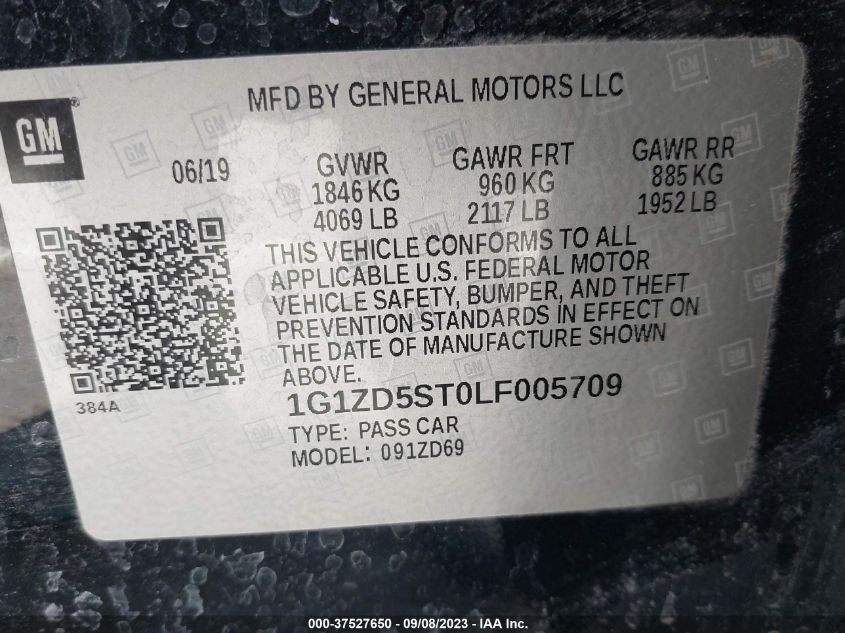 MFD BY GENERAL MOTORS LLC
GM
06/19
GVWR
1846 KG
4069 LB
GAWR FRT
960 KG
2117 LB
GAWR RR
885 KG
1952 LB
THIS VEHICLE CONFORMS TO ALL
APPLICABLE U.S. FEDERAL MOTOR
VEHICLE SAFETY, BUMPER, AND THEFT
PREVENTION STANDARDS IN EFFECT ON
THE DATE OF MANUFACTURE SHOWN
ABOVE.
384A
1G1ZD5ST0LF005709
TYPE: PASS CAR
MODEL: 091ZD69
000-37527650 - 09/08/2023 - IAA Inc.